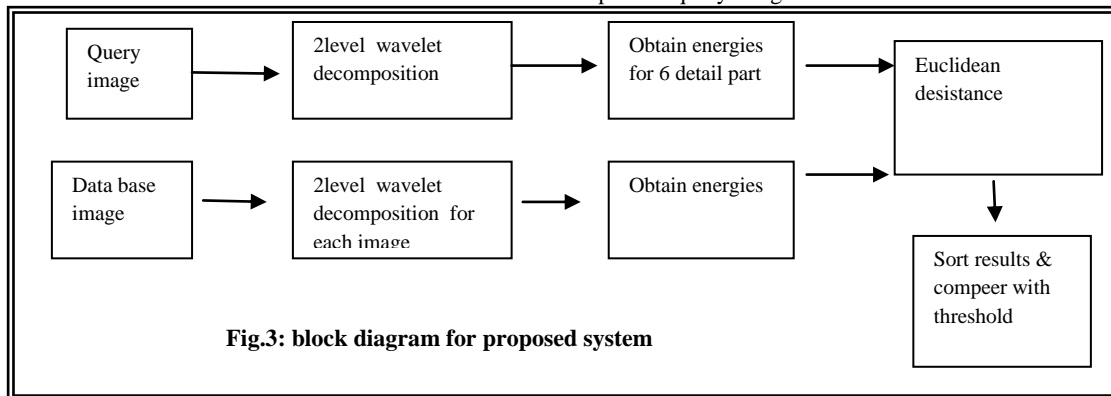 Query
image
2level wavelet
decomposition
Obtain energies
for 6 detail part
Euclidean
desistance
Data base
image
2level wavelet
decomposition for
each image
Obtain energies
Sort results &
compeer with
threshold
Fig.3: block diagram for proposed system